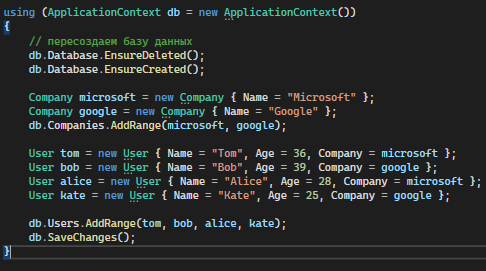 using (ApplicationContext db = new ApplicationContext())
{
    // пересоздаем базу данных
    db.Database.EnsureDeleted();
    db.Database.EnsureCreated();

    Company microsoft = new Company { Name = "Microsoft" };
    Company google = new Company { Name = "Google" };
    db.Companies.AddRange(microsoft, google);

    User tom = new User { Name = "Tom", Age = 36, Company = microsoft };
    User bob = new User { Name = "Bob", Age = 39, Company = google };
    User alice = new User { Name = "Alice", Age = 28, Company = microsoft };
    User kate = new User { Name = "Kate", Age = 25, Company = google };

    db.Users.AddRange(tom, bob, alice, kate);
    db.SaveChanges();
}